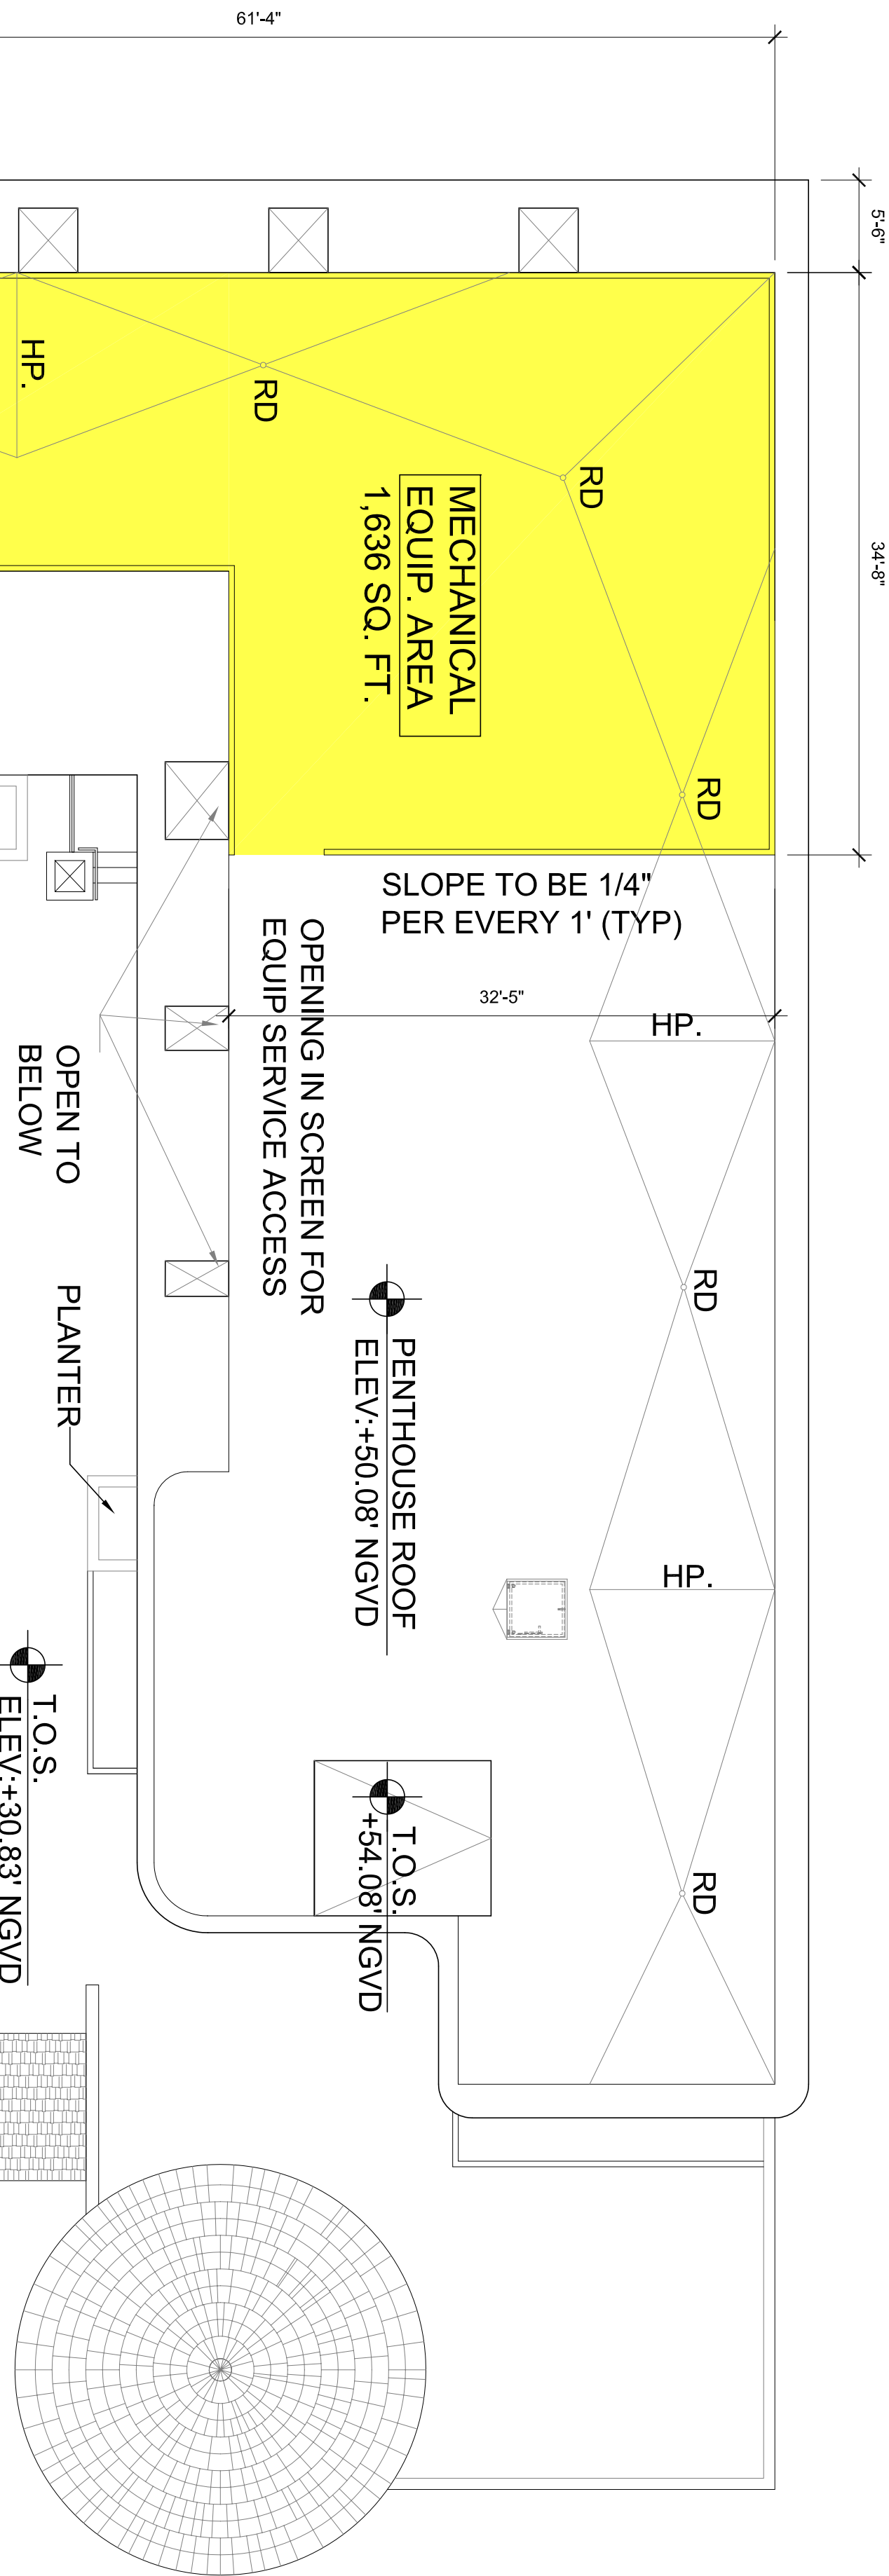 61'-4"
5'-6"
34'-8"
HP.
RD
RD
MECHANICAL
EQUIP. AREA
1,636 SQ. FT.
RD
SLOPE TO BE 1/4"
PER EVERY 1' (TYP)
32'-5"
HP.
OPENING IN SCREEN FOR
EQUIP SERVICE ACCESS
OPEN TO
BELOW
RD
PLANTER
PENTHOUSE ROOF
ELEV:+50.08' NGVD
HP.
T.O.S.
ELEV:+30.83' NGVD
T.O.S.
+54.08' NGVD
RD